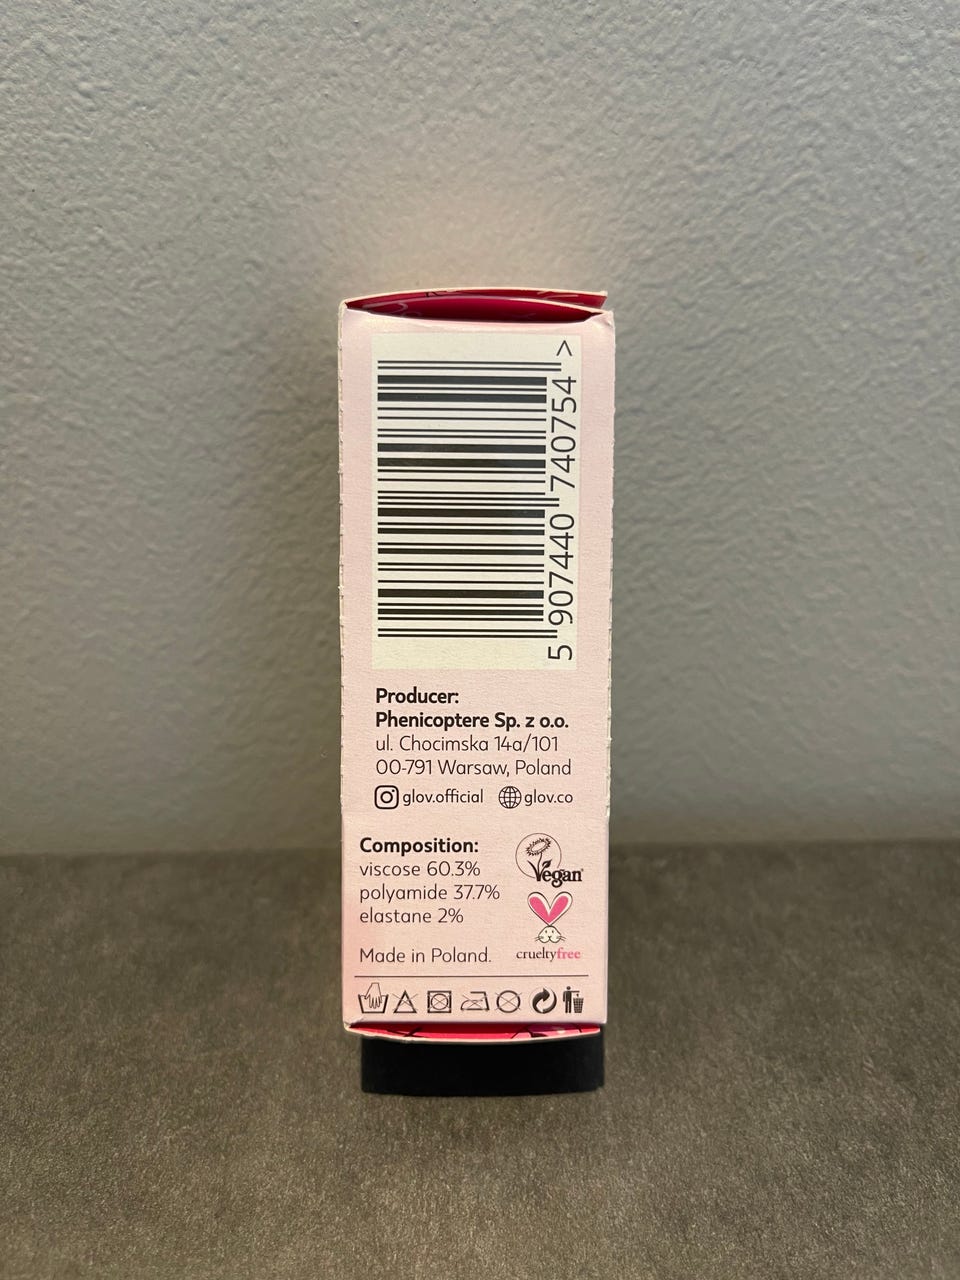 5 907440 740754 >
Producer:
Phenicoptere Sp. z o.o.
ul. Chocimska 14a/101
00-791 Warsaw, Poland
glov.official glov.co
Composition:
viscose 60.3%
polyamide 37.7%
elastane 2%
Made in Poland.
Vegan
crueltyfree